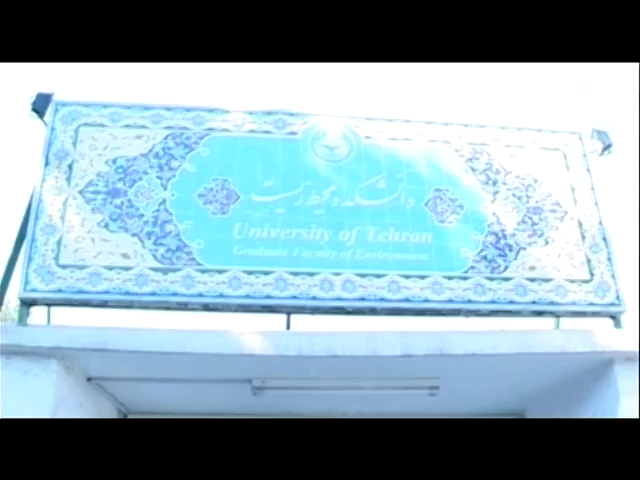 دانشکده محیط زیست
University of Tehran
Graduate Faculty of Environment